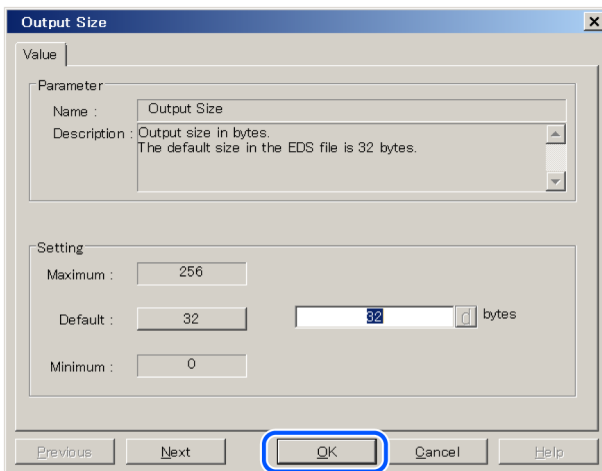 Output Size
Value
Parameter
Name : Output Size
Description : Output size in bytes.
The default size in the EDS file is 32 bytes.
Setting
Maximum : 256
Default : 32 32 d bytes
Minimum : 0
Previous Next OK Cancel Help